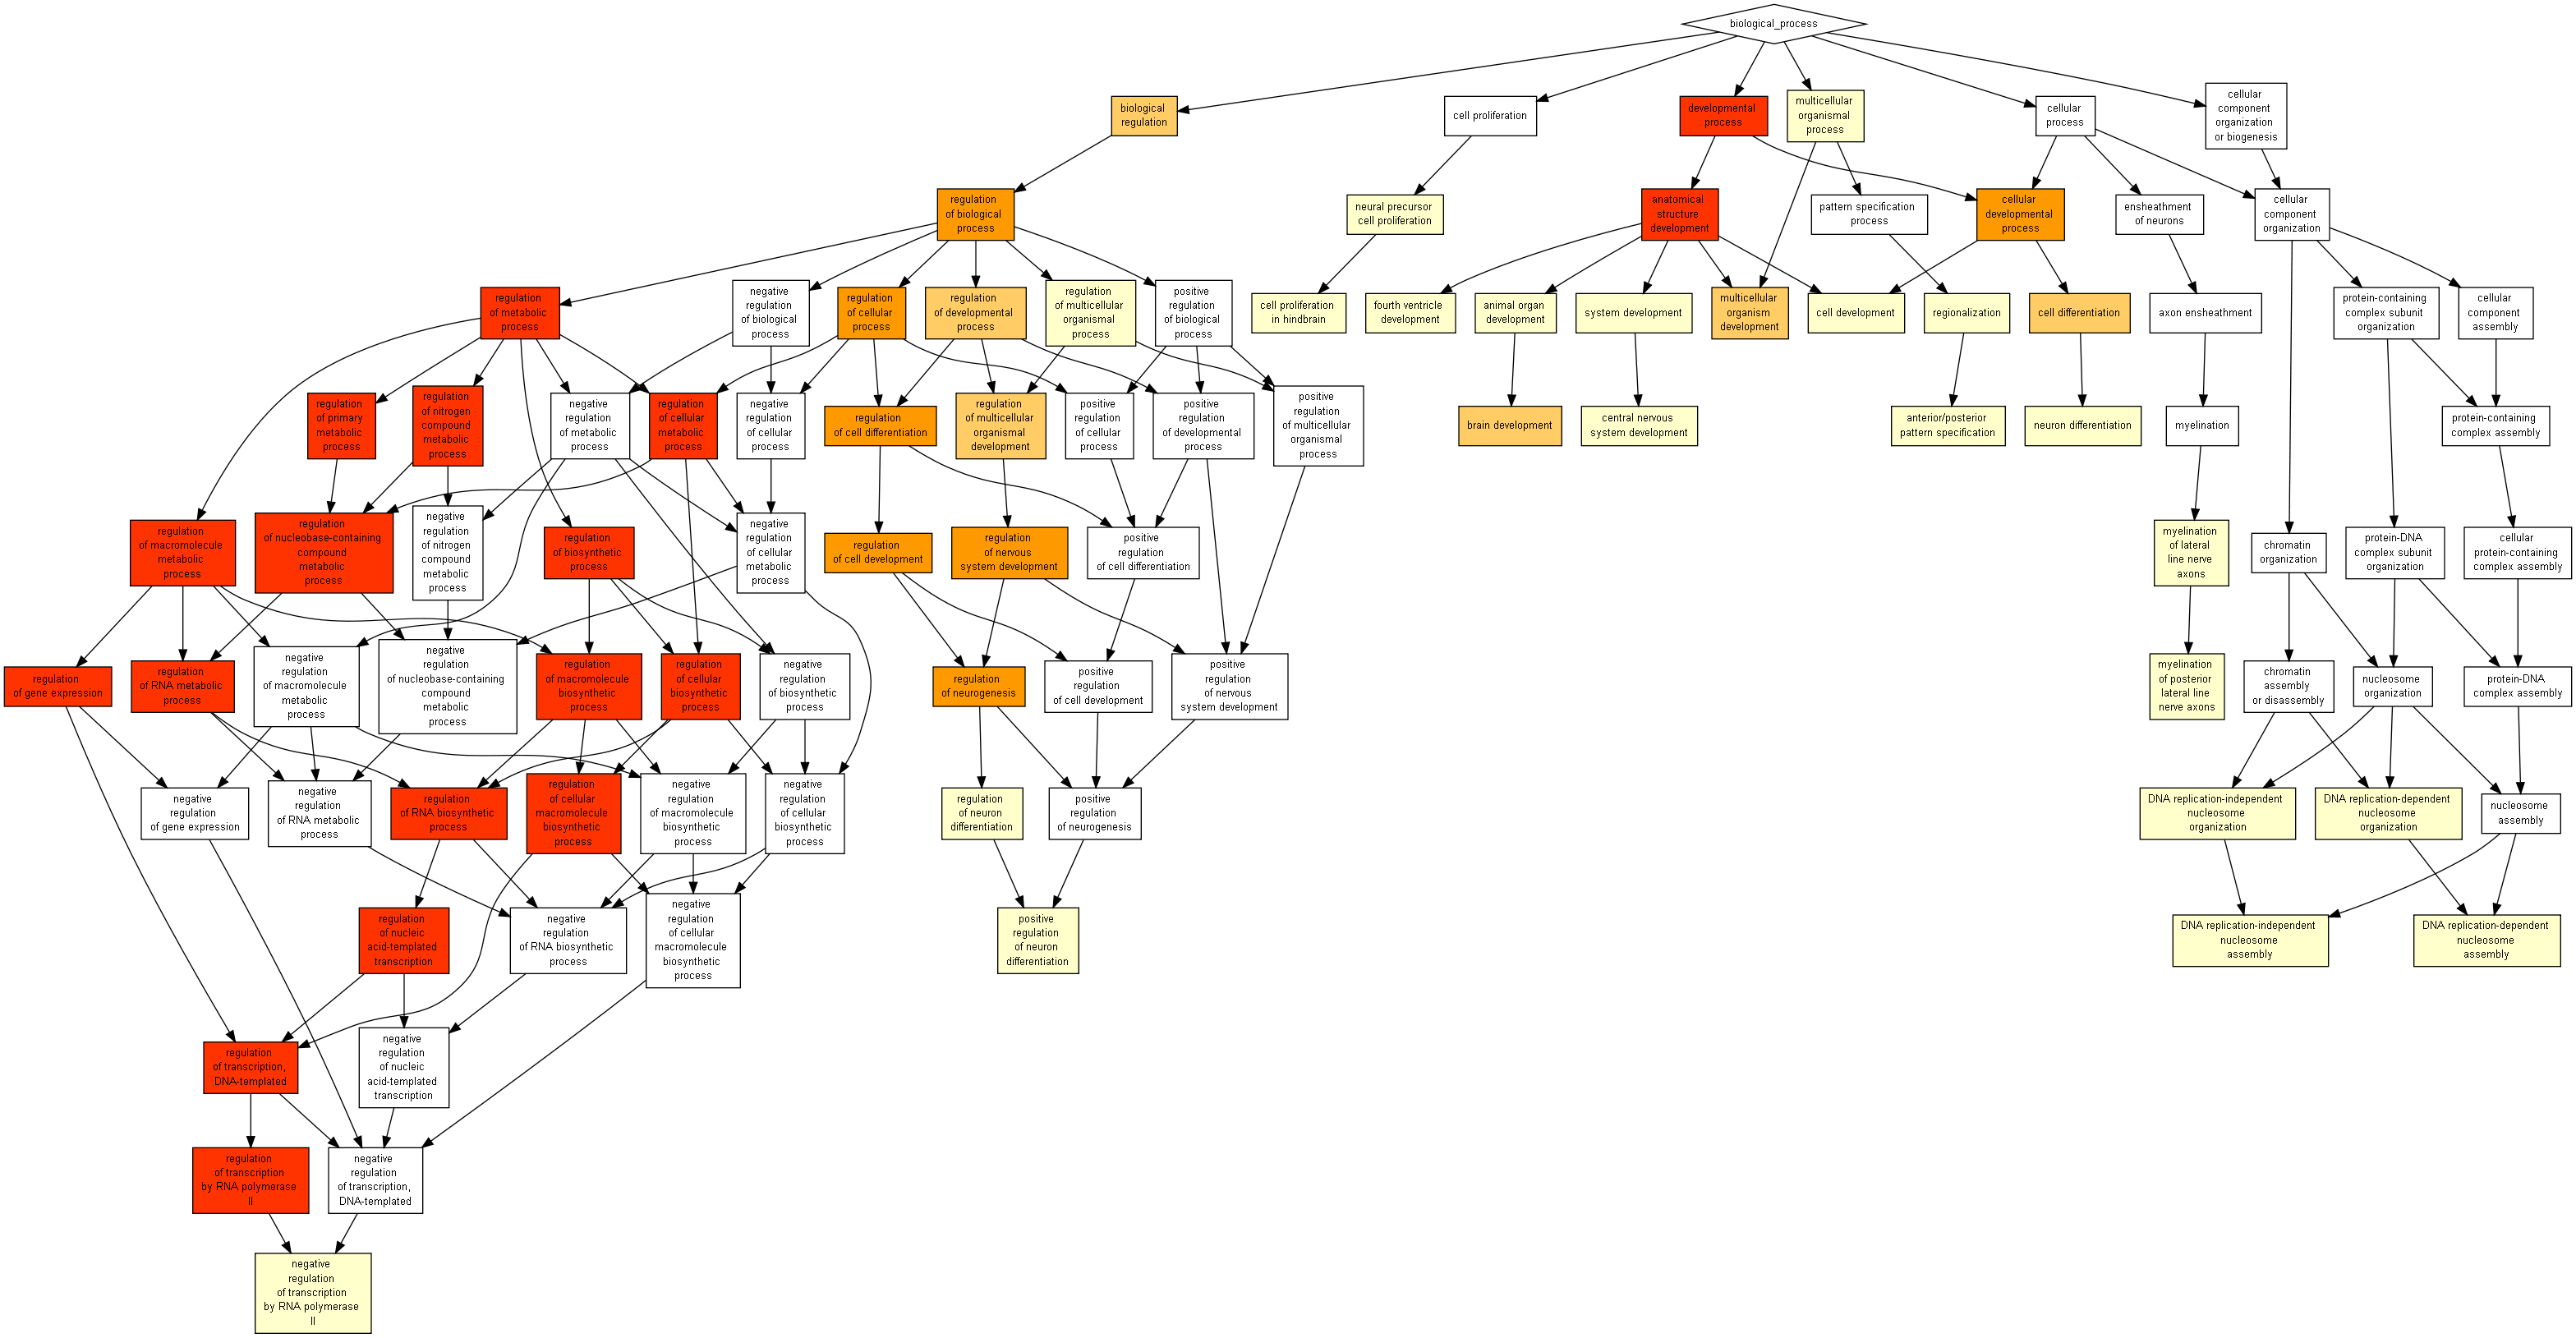 biological_process
biological
regulation
cell proliferation
developmental
process
multicellular
organismal
process
cellular
process
cellular
component
organization
or biogenesis
regulation
of biological
process
neural precursor
cell proliferation
anatomical
structure
development
pattern specification
process
cellular
developmental
process
ensheathment
of neurons
cellular
component
organization
regulation
of metabolic
process
negative
regulation
of biological
process
regulation
of cellular
process
regulation
of developmental
process
regulation
of multicellular
organismal
process
positive
regulation
of biological
process
cell proliferation
in hindbrain
fourth ventricle
development
animal organ
development
system development
multicellular
organism
development
cell development
regionalization
cell differentiation
axon ensheathment
protein-containing
complex subunit
organization
cellular
component
assembly
regulation
of primary
metabolic
process
regulation
of nitrogen
compound
metabolic
process
negative
regulation
of metabolic
process
regulation
of cellular
metabolic
process
negative
regulation
of cellular
process
regulation
of cell differentiation
regulation
of multicellular
organismal
development
positive
regulation
of cellular
process
positive
regulation
of developmental
process
positive
regulation
of multicellular
organismal
process
brain development
central nervous
system development
anterior/posterior
pattern specification
neuron differentiation
myelination
protein-containing
complex assembly
regulation
of macromolecule
metabolic
process
regulation
of nucleobase-containing
compound
metabolic
process
negative
regulation
of nitrogen
compound
metabolic
process
regulation
of biosynthetic
process
negative
regulation
of cellular
metabolic
process
regulation
of cell development
regulation
of nervous
system development
positive
regulation
of cell differentiation
myelination
of lateral
line nerve
axons
chromatin
organization
protein-DNA
complex subunit
organization
cellular
protein-containing
complex assembly
regulation
of gene expression
regulation
of RNA metabolic
process
negative
regulation
of macromolecule
metabolic
process
negative
regulation
of nucleobase-containing
compound
metabolic
process
regulation
of macromolecule
biosynthetic
process
regulation
of cellular
biosynthetic
process
negative
regulation
of biosynthetic
process
regulation
of neurogenesis
positive
regulation
of cell development
positive
regulation
of nervous
system development
myelination
of posterior
lateral line
nerve axons
chromatin
assembly
or disassembly
nucleosome
organization
protein-DNA
complex assembly
negative
regulation
of gene expression
negative
regulation
of RNA metabolic
process
regulation
of RNA biosynthetic
process
regulation
of cellular
macromolecule
biosynthetic
process
negative
regulation
of macromolecule
biosynthetic
process
negative
regulation
of cellular
biosynthetic
process
regulation
of neuron
differentiation
positive
regulation
of neurogenesis
DNA replication-independent
nucleosome
organization
DNA replication-dependent
nucleosome
organization
nucleosome
assembly
regulation
of nucleic
acid-templated
transcription
negative
regulation
of RNA biosynthetic
process
negative
regulation
of cellular
macromolecule
biosynthetic
process
positive
regulation
of neuron
differentiation
DNA replication-independent
nucleosome
assembly
DNA replication-dependent
nucleosome
assembly
regulation
of transcription,
DNA-templated
negative
regulation
of nucleic
acid-templated
transcription
regulation
of transcription
by RNA polymerase
II
negative
regulation
of transcription,
DNA-templated
negative
regulation
of transcription
by RNA polymerase
II